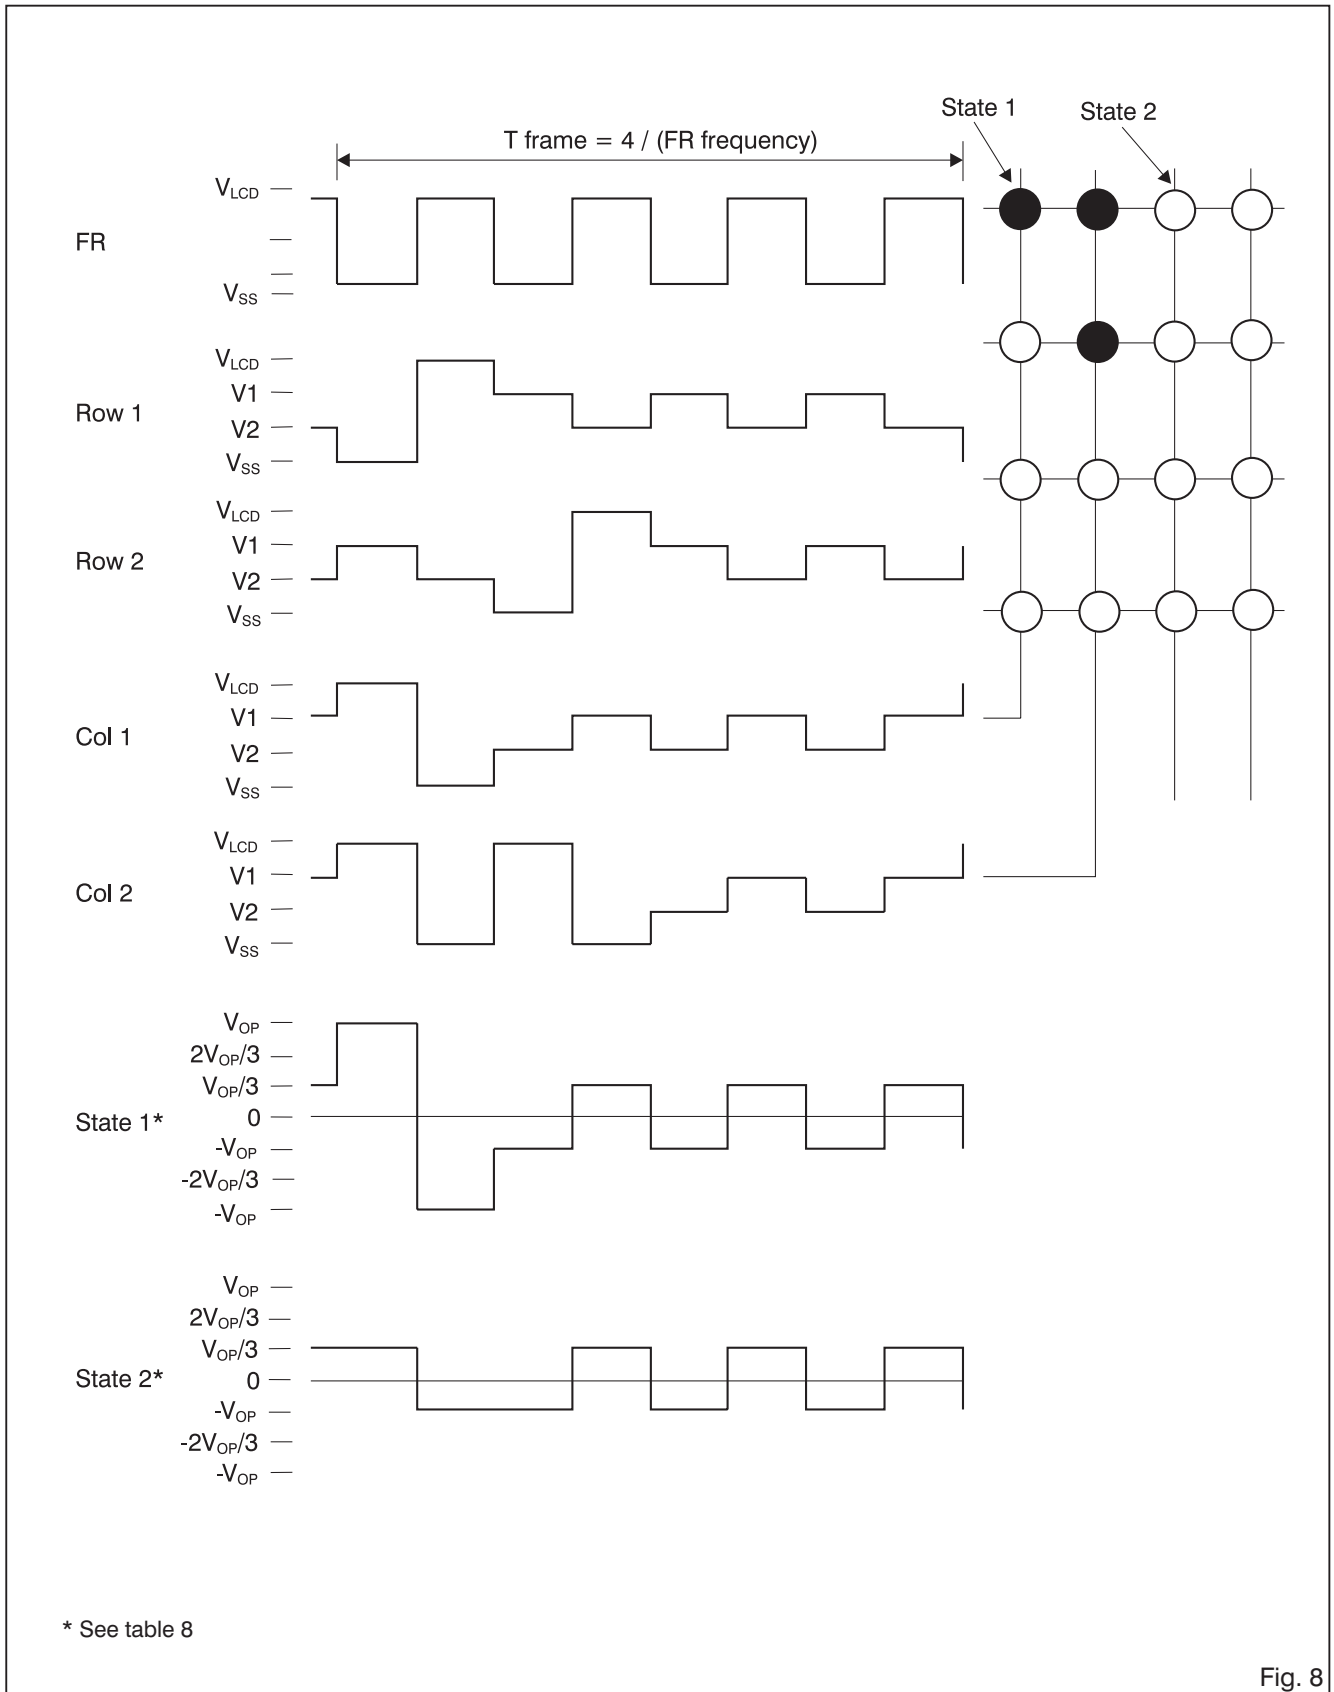 State 1
State 2
T frame = 4 / (FR frequency)
FR
VLCD
VSS
Row 1
VLCD
V1
V2
VSS
Row 2
VLCD
V1
V2
VSS
Col 1
VLCD
V1
V2
VSS
Col 2
VLCD
V1
V2
VSS
State 1*
VOP
2VOP/3
VOP/3
0
-VOP
-2VOP/3
-VOP
State 2*
VOP
2VOP/3
VOP/3
0
-VOP
-2VOP/3
-VOP
* See table 8
Fig. 8